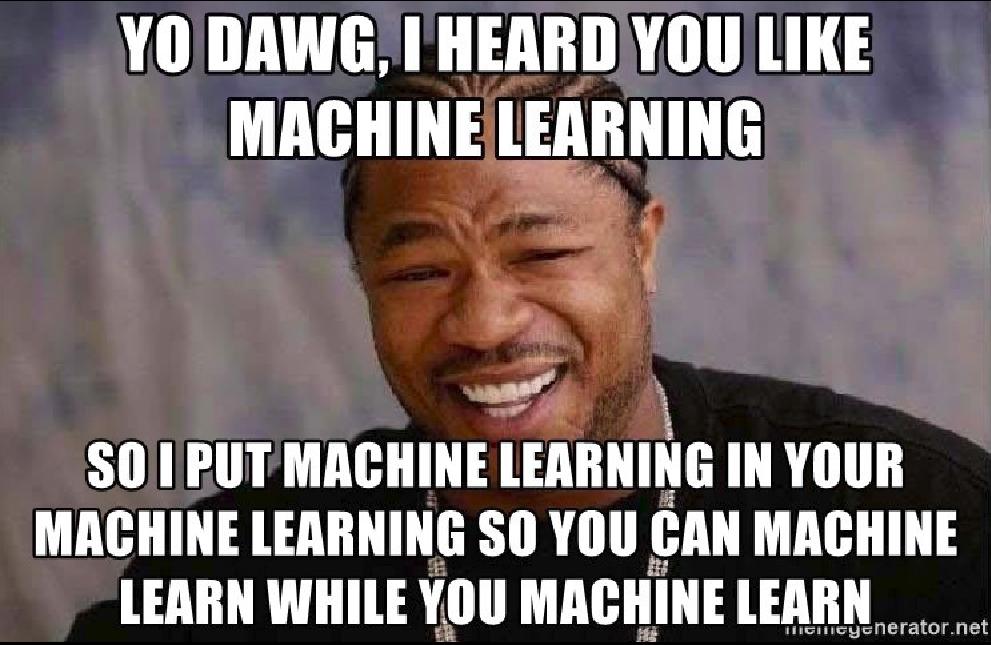 YO DAWG, I HEARD YOU LIKE
MACHINE LEARNING
SO I PUT MACHINE LEARNING IN YOUR
MACHINE LEARNING SO YOU CAN MACHINE
LEARN WHILE YOU MACHINE LEARN
memegenerator.net